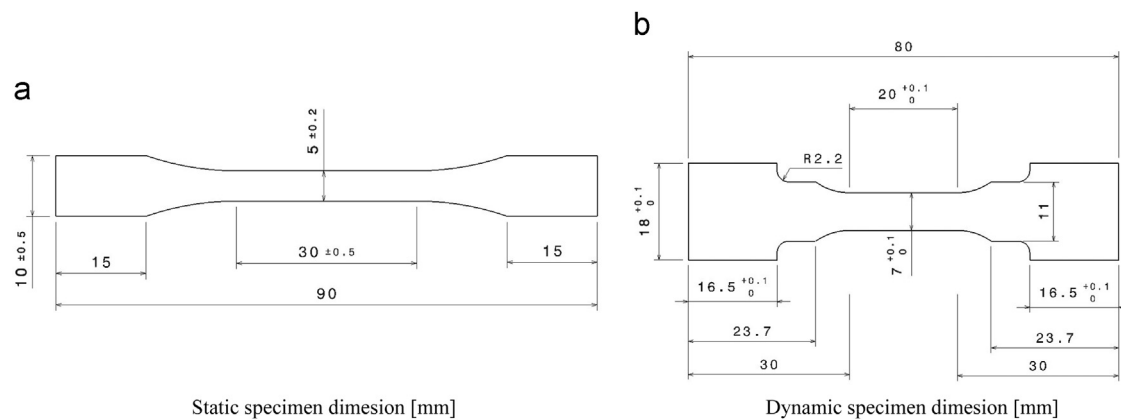 a
10 ±0.5
5 ±0.2
15
30 ±0.5
15
90
Static specimen dimesion [mm]
b
80
20 +0.1 0
R2.2
18 +0.1 0
11
7 +0.1 0
16.5 +0.1 0
16.5 +0.1 0
23.7
23.7
30
30
Dynamic specimen dimesion [mm]